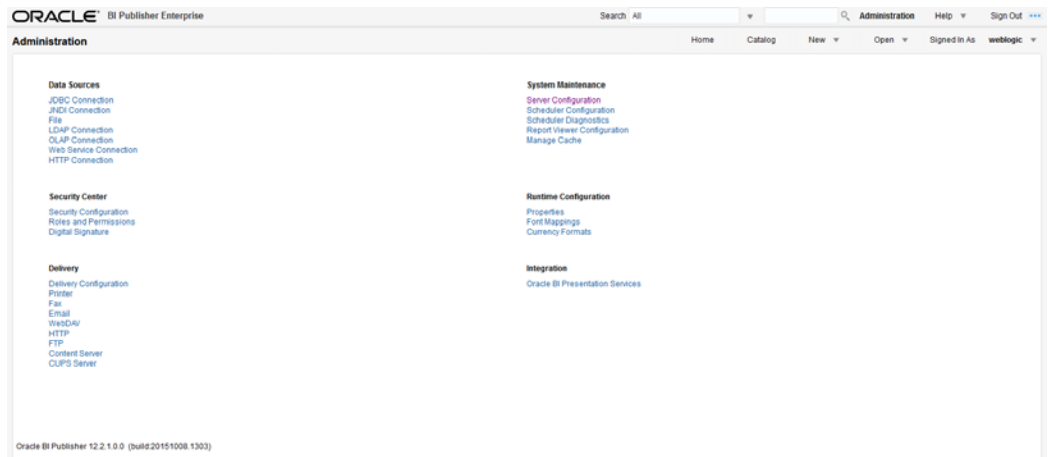 ORACLE BI Publisher Enterprise
Search All
Administration
Help
Sign Out
Administration
Home
Catalog
New
Open
Signed In As weblogic
Data Sources
JDBC Connection
JNDI Connection
File
LDAP Connection
OLAP Connection
Web Service Connection
HTTP Connection
System Maintenance
Server Configuration
Scheduler Configuration
Scheduler Diagnostics
Report Viewer Configuration
Manage Cache
Security Center
Security Configuration
Roles and Permissions
Digital Signature
Runtime Configuration
Properties
Font Mappings
Currency Formats
Delivery
Delivery Configuration
Printer
Fax
Email
WebDAV
HTTP
FTP
Content Server
CUPS Server
Integration
Oracle BI Presentation Services
Oracle BI Publisher 12.2.1.0.0 (build:20151008.1303)